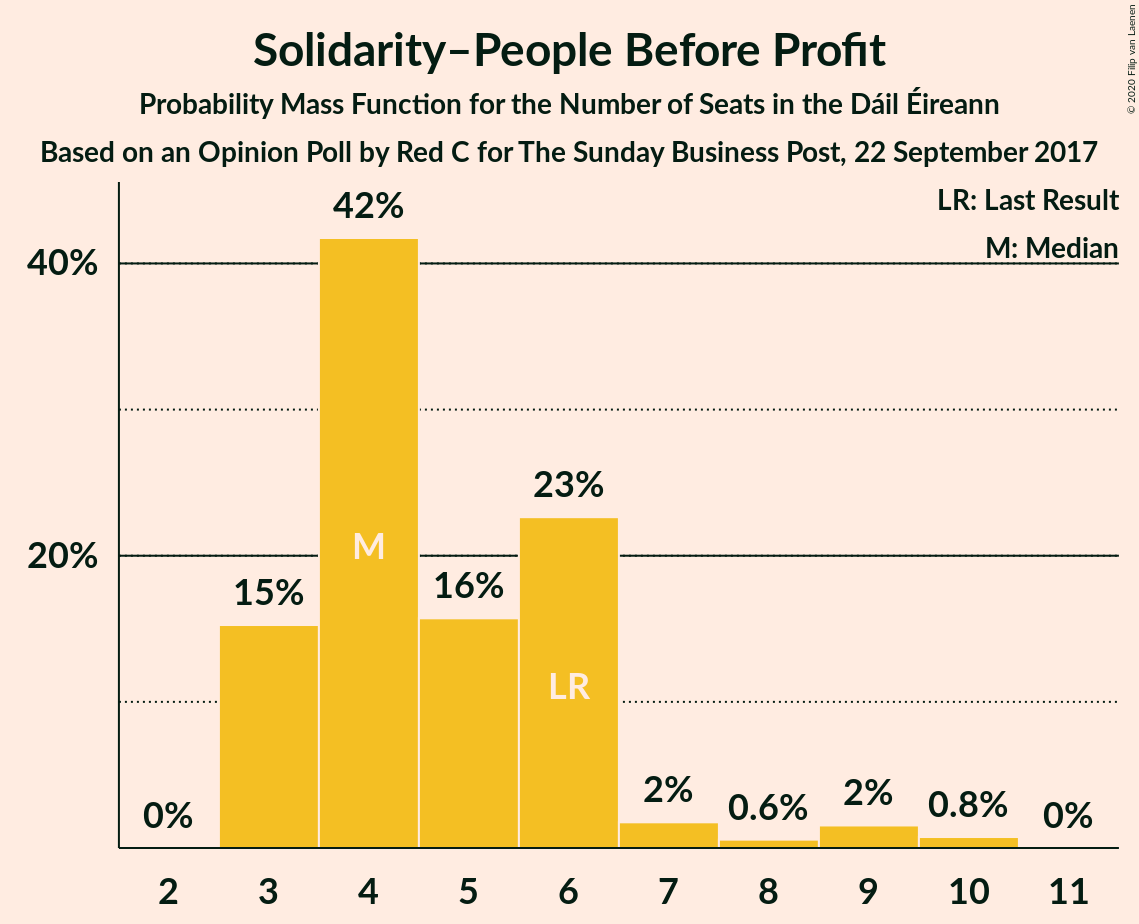 Solidarity–People Before Profit
Probability Mass Function for the Number of Seats in the Dáil Éireann
Based on an Opinion Poll by Red C for The Sunday Business Post, 22 September 2017
© 2020 Filip van Laenen
LR: Last Result
M: Median
40%
20%
0%
15%
42%
16%
23%
2%
0.6%
2%
0.8%
0%
M
LR
2 3 4 5 6 7 8 9 10 11